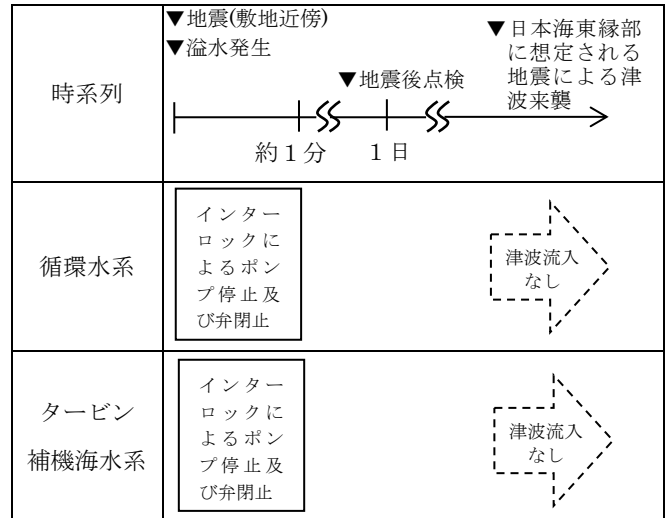 時系列
▼地震(敷地近傍)
▼溢水発生
▼地震後点検
▼日本海東縁部
に想定される
地震による津
波来襲
約1分
1日
循環水系
インター
ロックに
よるポン
プ停止及
び弁閉止
津波流入
なし
タービン
補機海水系
インター
ロックに
よるポン
プ停止及
び弁閉止
津波流入
なし